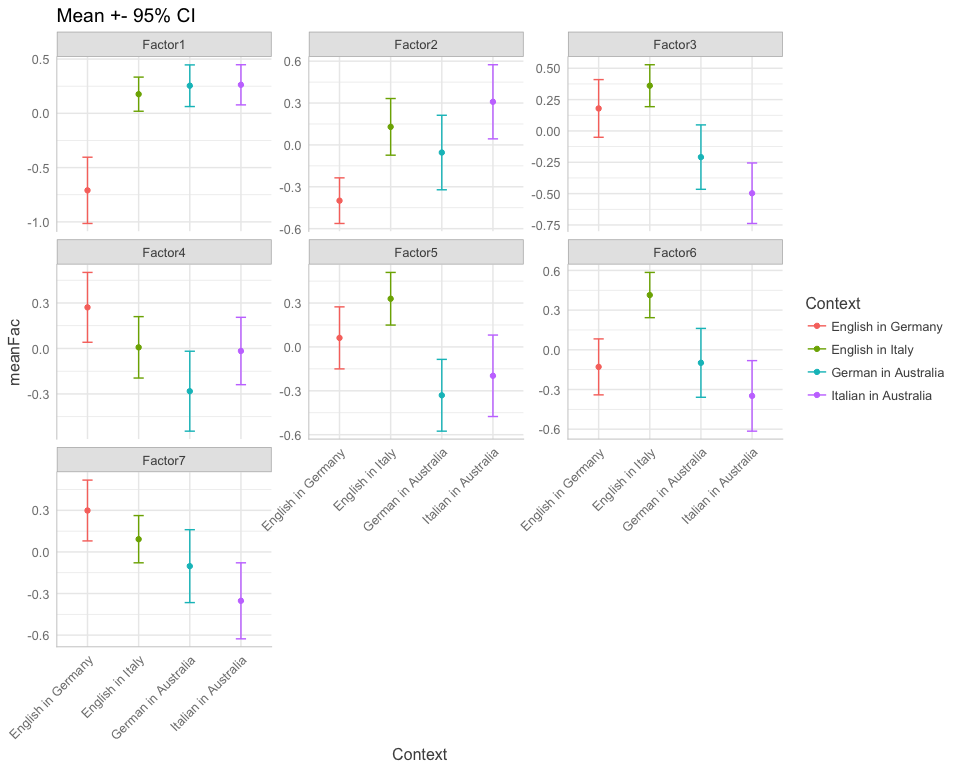 Mean +- 95% CI
Factor1
Factor2
Factor3
0.5
0.0
-0.5
-1.0
0.6
0.3
0.0
-0.3
-0.6
0.50
0.25
0.00
-0.25
-0.50
-0.75
Factor4
Factor5
Factor6
0.3
0.0
-0.3
0.3
0.0
-0.3
-0.6
0.6
0.3
0.0
-0.3
-0.6
English in Germany
English in Italy
German in Australia
Italian in Australia
English in Germany
English in Italy
German in Australia
Italian in Australia
Factor7
0.3
0.0
-0.3
-0.6
English in Germany
English in Italy
German in Australia
Italian in Australia
meanFac
Context
Context
English in Germany
English in Italy
German in Australia
Italian in Australia